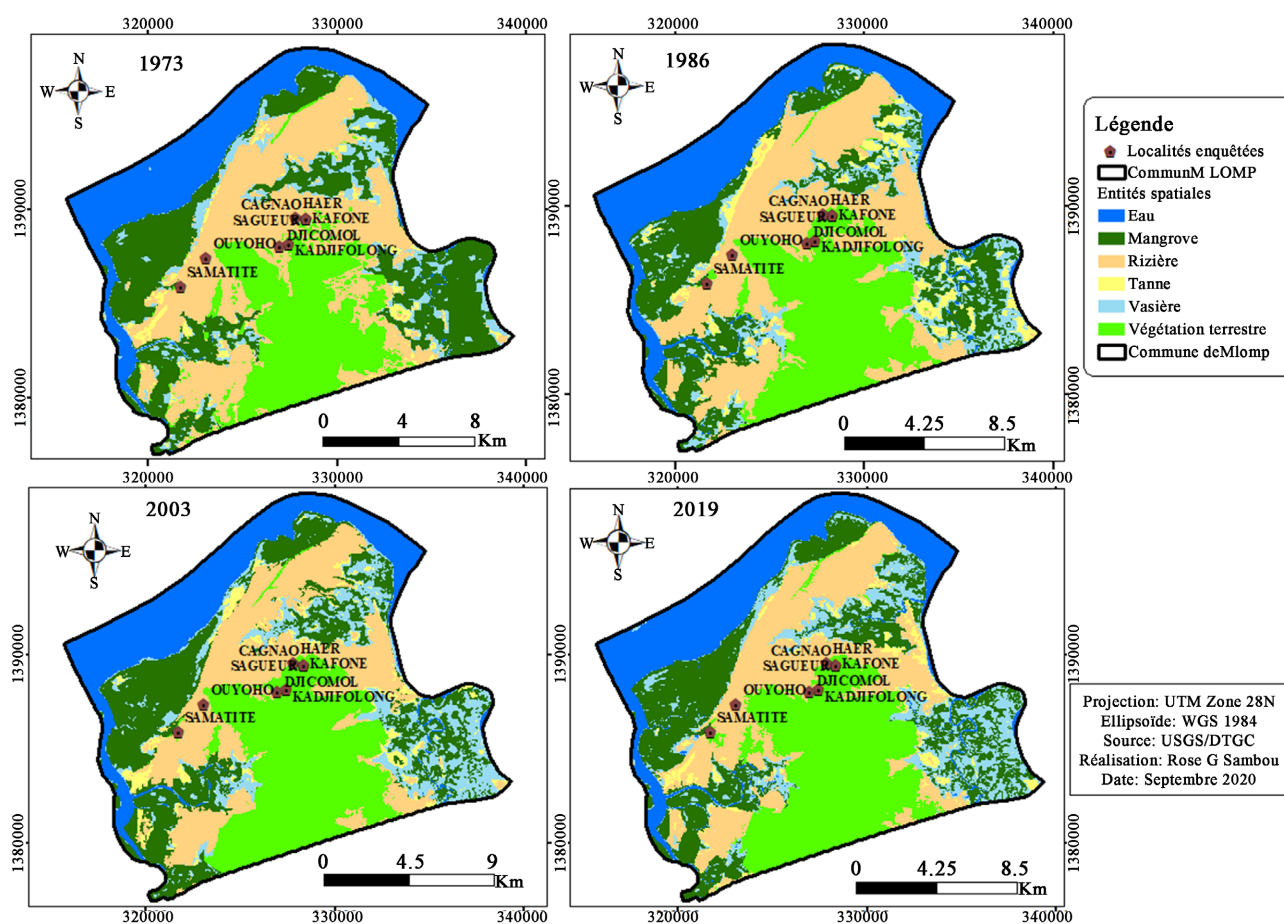 320000 330000 340000
1973
N
W E
S
1390000
1380000
CAGNAO HAER
SAGUEUR KAFONE
OUYOHO DJICOMOL
KADJIFOLONG
SAMATITE
0 4 8
Km
320000 330000 340000
320000 330000 340000
1986
N
W E
S
1390000
1380000
CAGNAO HAER
SAGUEUR KAFONE
OUYOHO DJICOMOL
KADJIFOLONG
SAMATITE
0 4.25 8.5
Km
320000 330000 340000
Légende
Localités enquêtées
CommunM LOMP
Entités spatiales
Eau
Mangrove
Rizière
Tanne
Vasière
Végétation terrestre
Commune deMlomp
2003
N
W E
S
1390000
1380000
1390000
1380000
CAGNAO HAER
SAGUEUR KAFONE
OUYOHO DJICOMOL
KADJIFOLONG
SAMATITE
0 4.5 9
Km
320000 330000 340000
2019
N
W E
S
1390000
1380000
CAGNAO HAER
SAGUEUR KAFONE
OUYOHO DJICOMOL
KADJIFOLONG
SAMATITE
0 4.25 8.5
Km
320000 330000 340000
Projection: UTM Zone 28N
Ellipsoïde: WGS 1984
Source: USGS/DTGC
Réalisation: Rose G Sambou
Date: Septembre 2020